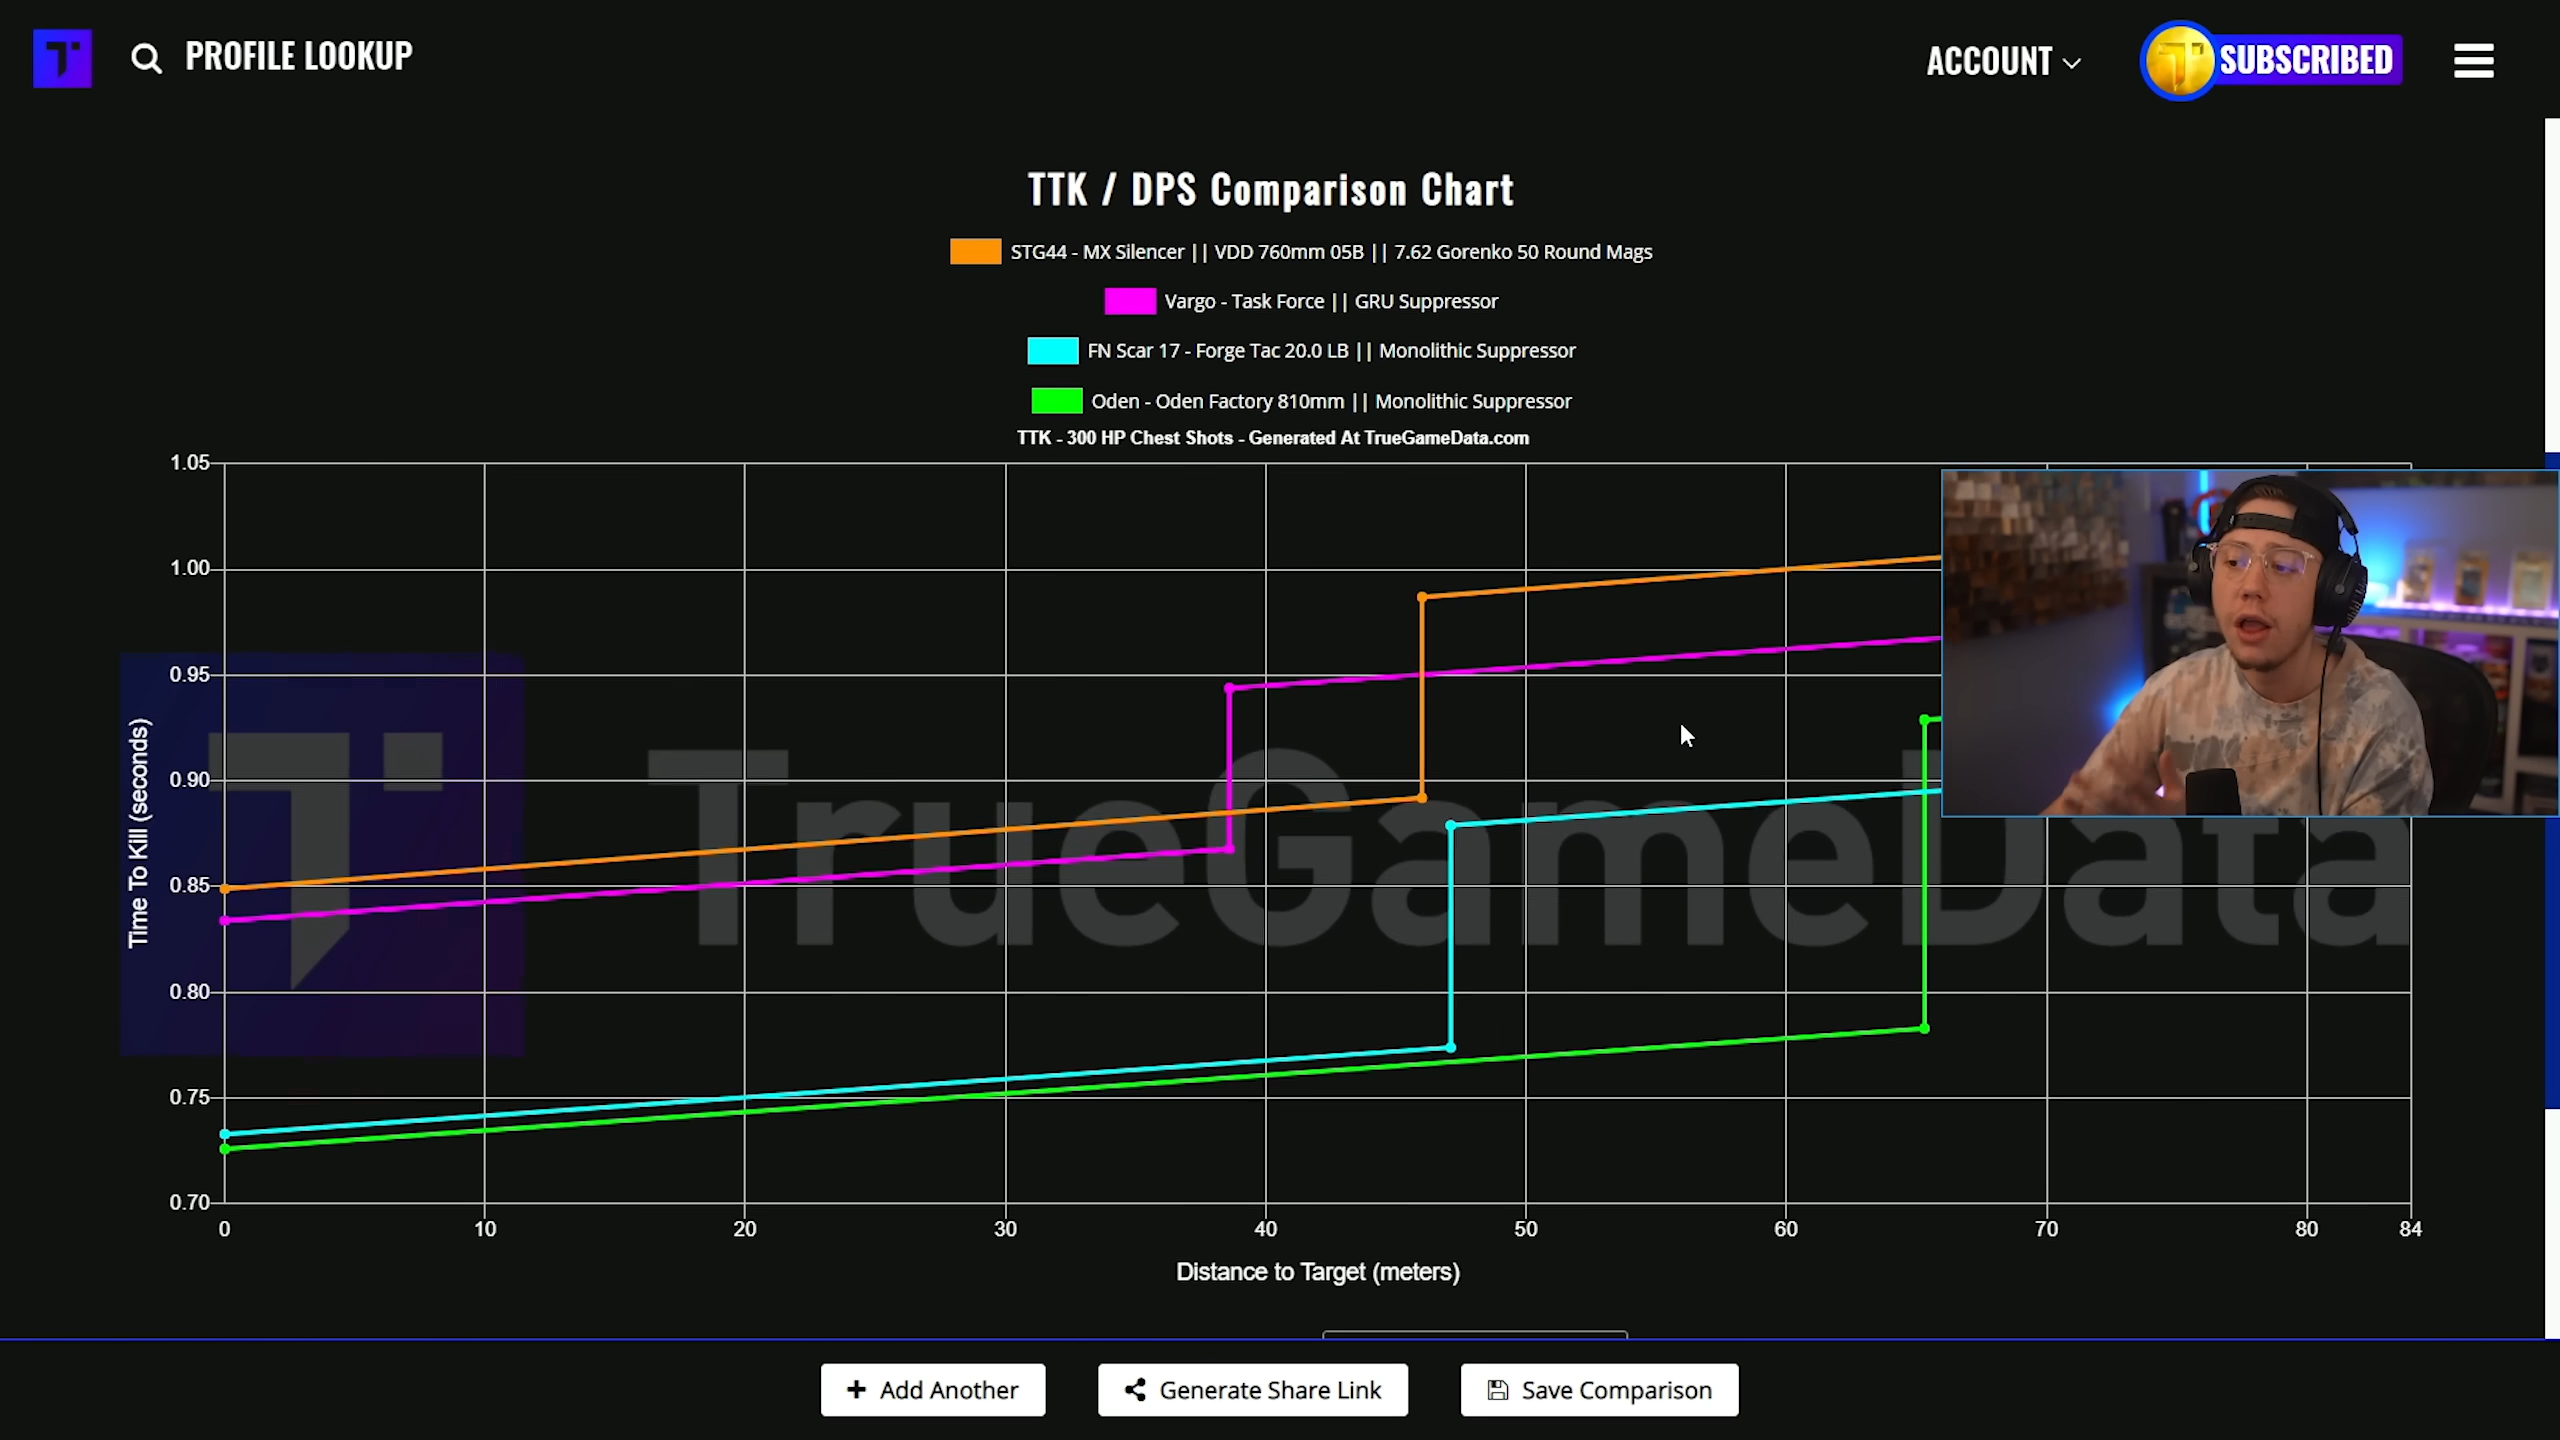 PROFILE LOOKUP
ACCOUNT
SUBSCRIBED
TTK / DPS Comparison Chart
STG44 - MX Silencer || VDD 760mm 05B || 7.62 Gorenko 50 Round Mags
Vargo - Task Force || GRU Suppressor
FN Scar 17 - Forge Tac 20.0 LB || Monolithic Suppressor
Oden - Oden Factory 810mm || Monolithic Suppressor
TTK - 300 HP Chest Shots - Generated At TrueGameData.com
1.05
1.00
0.95
0.90
0.85
0.80
0.75
0.70
Time To Kill (seconds)
TrueGameData
0 10 20 30 40 50 60 70 80 84
Distance to Target (meters)
+ Add Another
Generate Share Link
Save Comparison